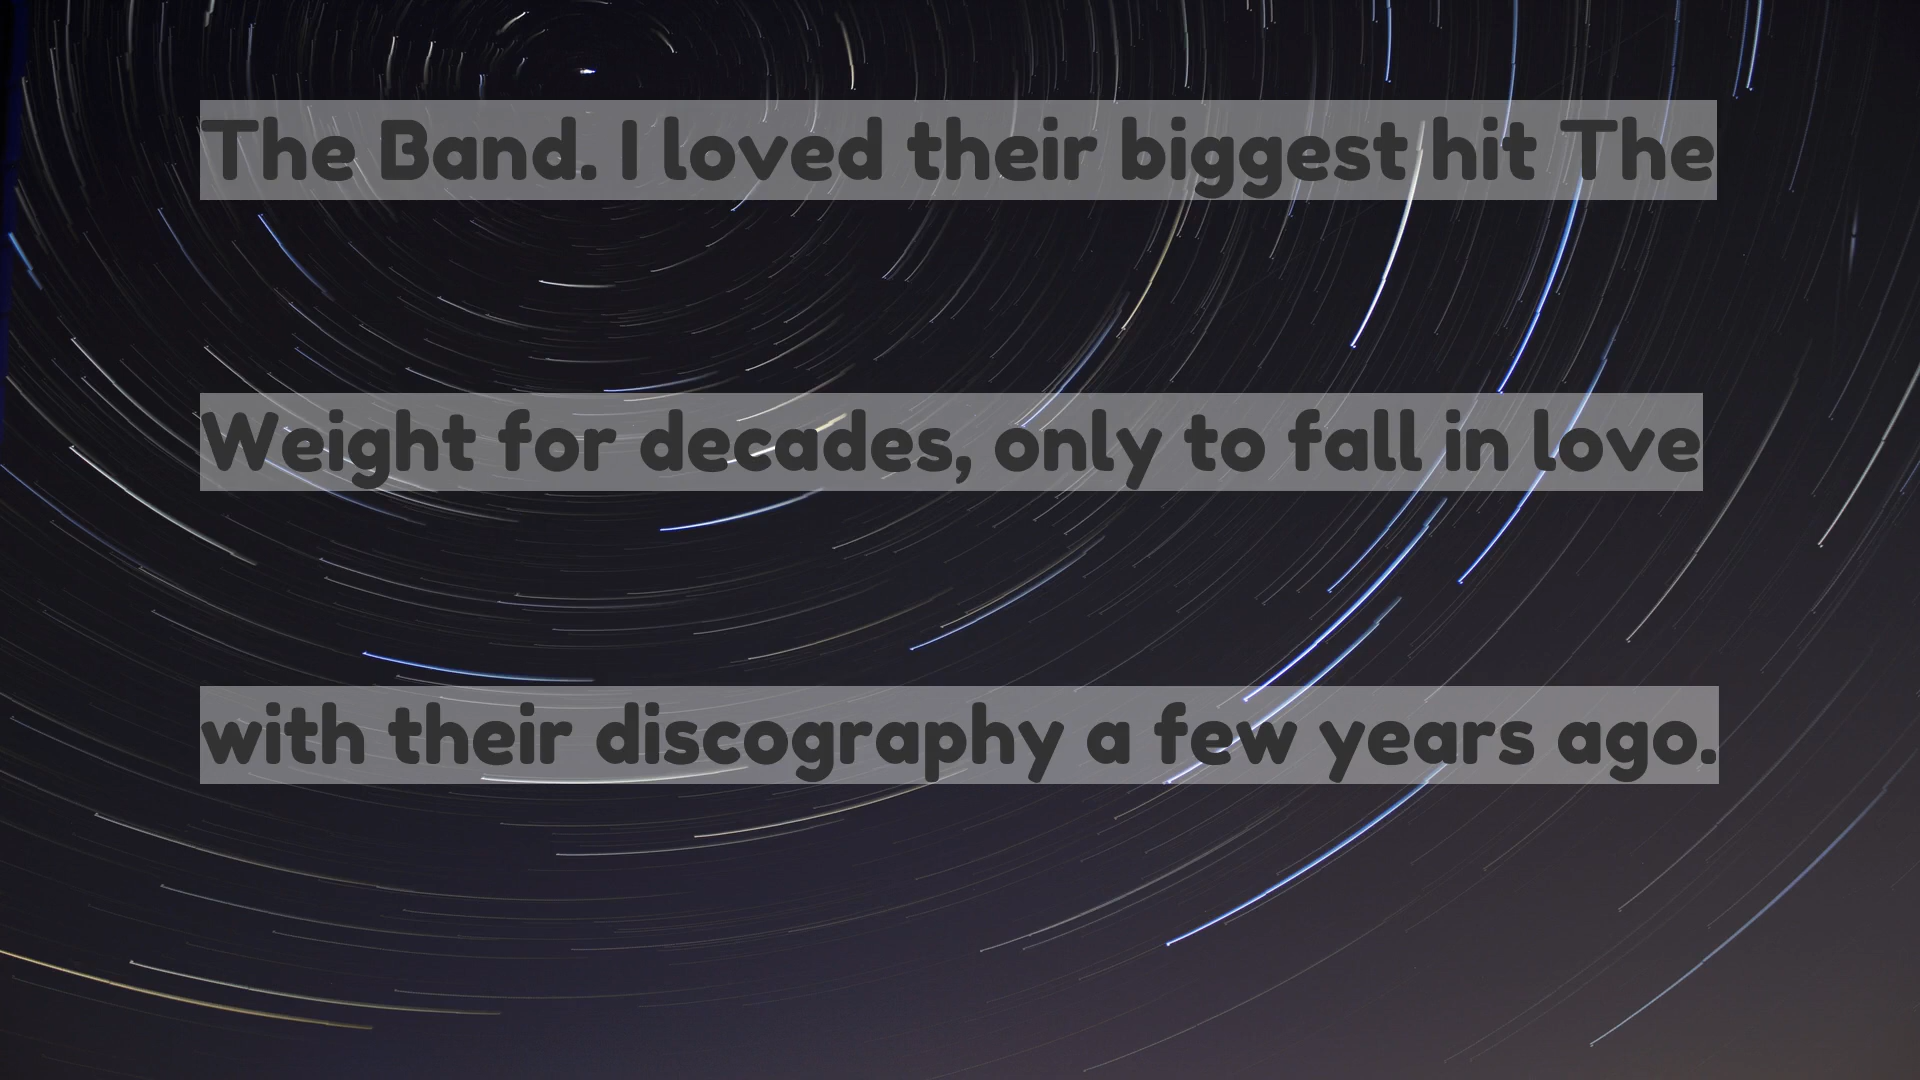 The Band. I loved their biggest hit The
Weight for decades, only to fall in love
with their discography a few years ago.